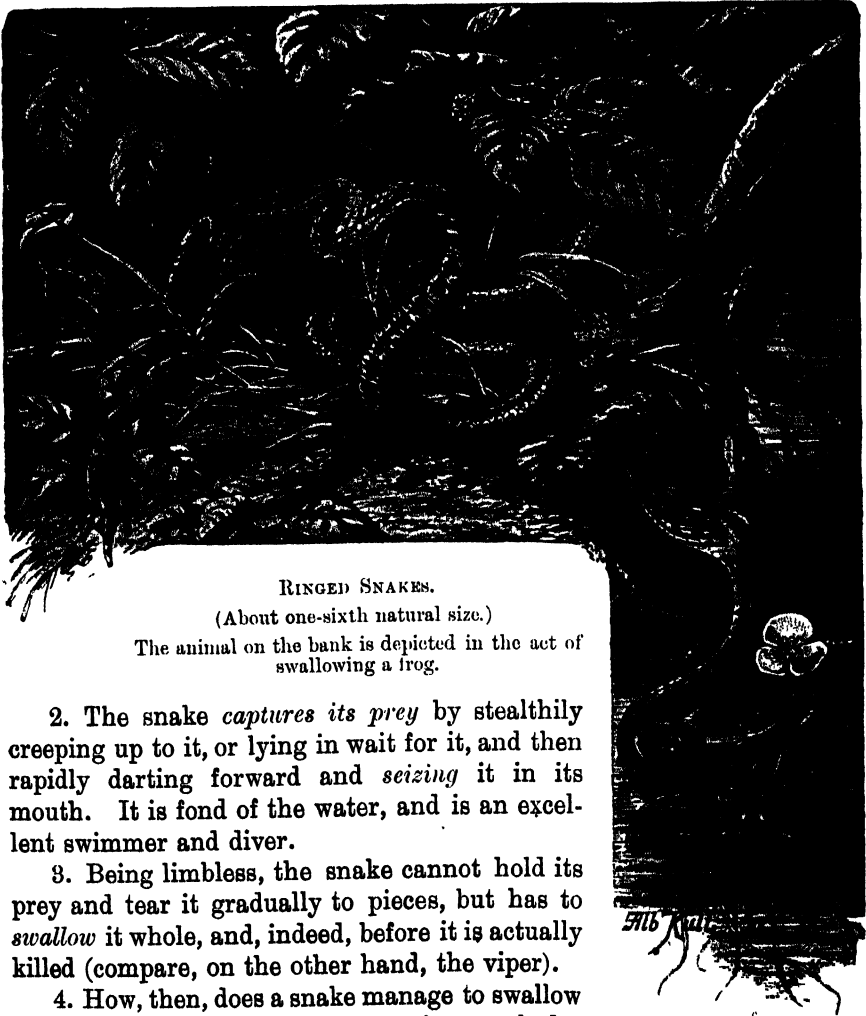 RINGED SNAKES.
(About one-sixth natural size.)
The animal on the bank is depicted in the act of
swallowing a frog.
2. The snake captures its prey by stealthily
creeping up to it, or lying in wait for it, and then
rapidly darting forward and seizing it in its
mouth. It is fond of the water, and is an excel-
lent swimmer and diver.
3. Being limbless, the snake cannot hold its
prey and tear it gradually to pieces, but has to
swallow it whole, and, indeed, before it is actually
killed (compare, on the other hand, the viper).
4. How, then, does a snake manage to swallow
Alb